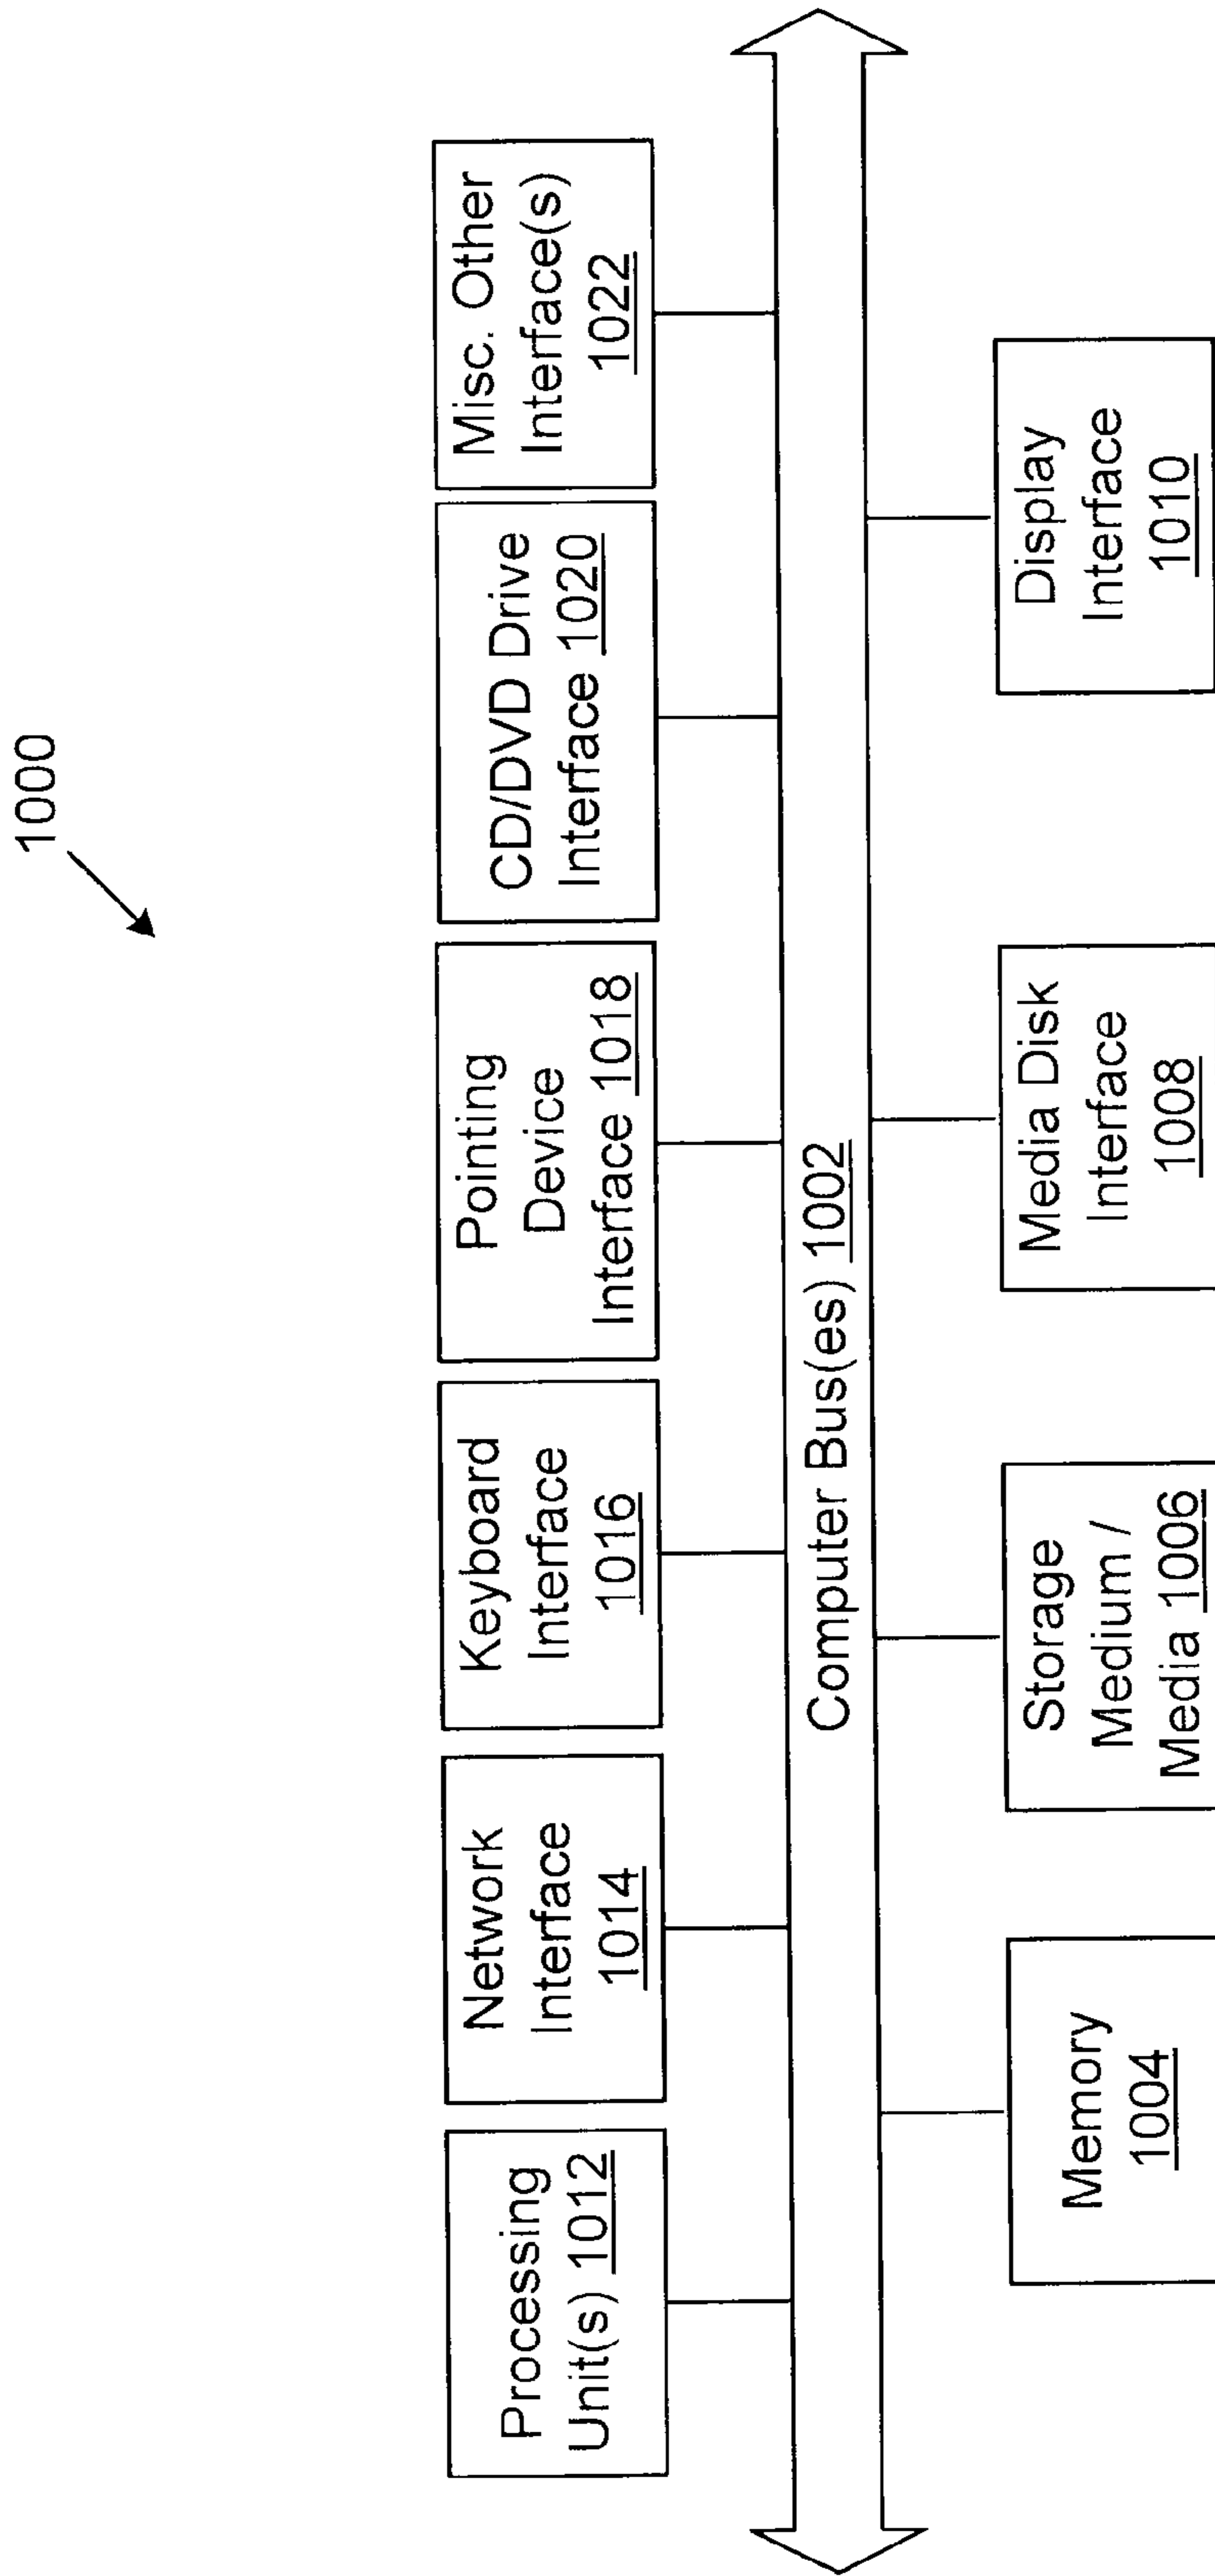 1000
Processing
Unit(s) 1012
Network
Interface
1014
Keyboard
Interface
1016
Pointing
Device
Interface 1018
CD/DVD Drive
Interface 1020
Misc. Other
Interface(s)
1022
Computer Bus(es) 1002
Memory
1004
Storage
Medium /
Media 1006
Media Disk
Interface
1008
Display
Interface
1010